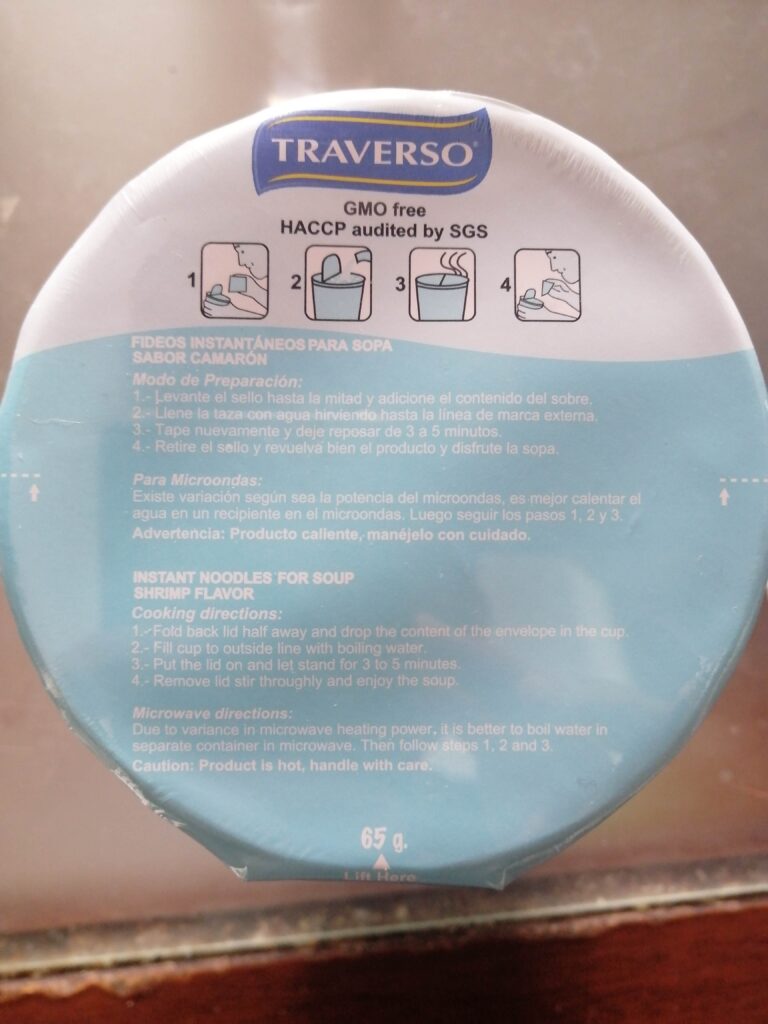 TRAVERSO
GMO free
HACCP audited by SGS
1 2 3 4
FIDEOS INSTANTÁNEOS PARA SOPA
SABOR CAMARÓN
Modo de Preparación:
1.- Levante el sello hasta la mitad y adicione el contenido del sobre.
2.- Llene la taza con agua hirviendo hasta la línea de marca externa.
3.- Tape nuevamente y deje reposar de 3 a 5 minutos.
4.- Retire el sello y revuelva bien el producto y disfrute la sopa.
Para Microondas:
Existe variación según sea la potencia del microondas, es mejor calentar el
agua en un recipiente en el microondas. Luego seguir los pasos 1, 2 y 3.
Advertencia: Producto caliente, manéjelo con cuidado.
INSTANT NOODLES FOR SOUP
SHRIMP FLAVOR
Cooking directions:
1.- Fold back lid half away and drop the content of the envelope in the cup.
2.- Fill cup to outside line with boiling water.
3.- Put the lid on and let stand for 3 to 5 minutes.
4.- Remove lid stir throughly and enjoy the soup.
Microwave directions:
Due to variance in microwave heating power, it is better to boil water in
separate container in microwave. Then follow steps 1, 2 and 3.
Caution: Product is hot, handle with care.
65 g.
Lift Here